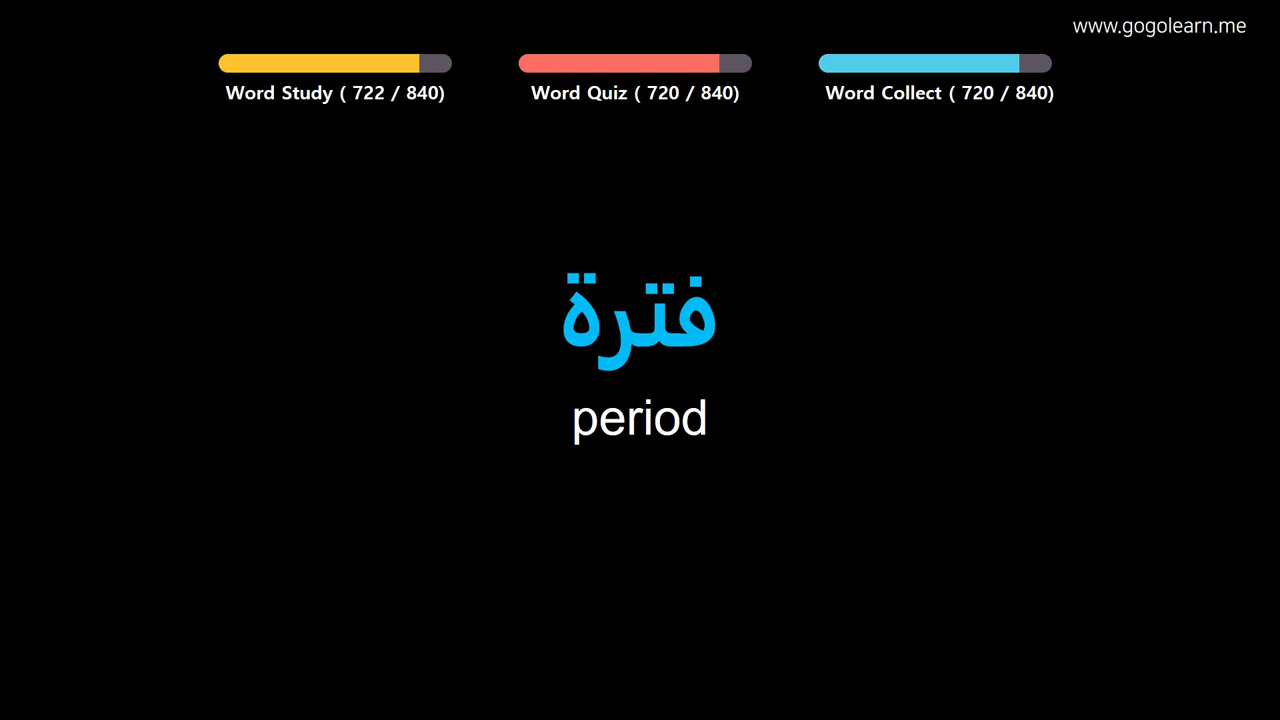 www.gogolearn.me
Word Study ( 722 / 840)
Word Quiz ( 720 / 840)
Word Collect ( 720 / 840)
فترة
period